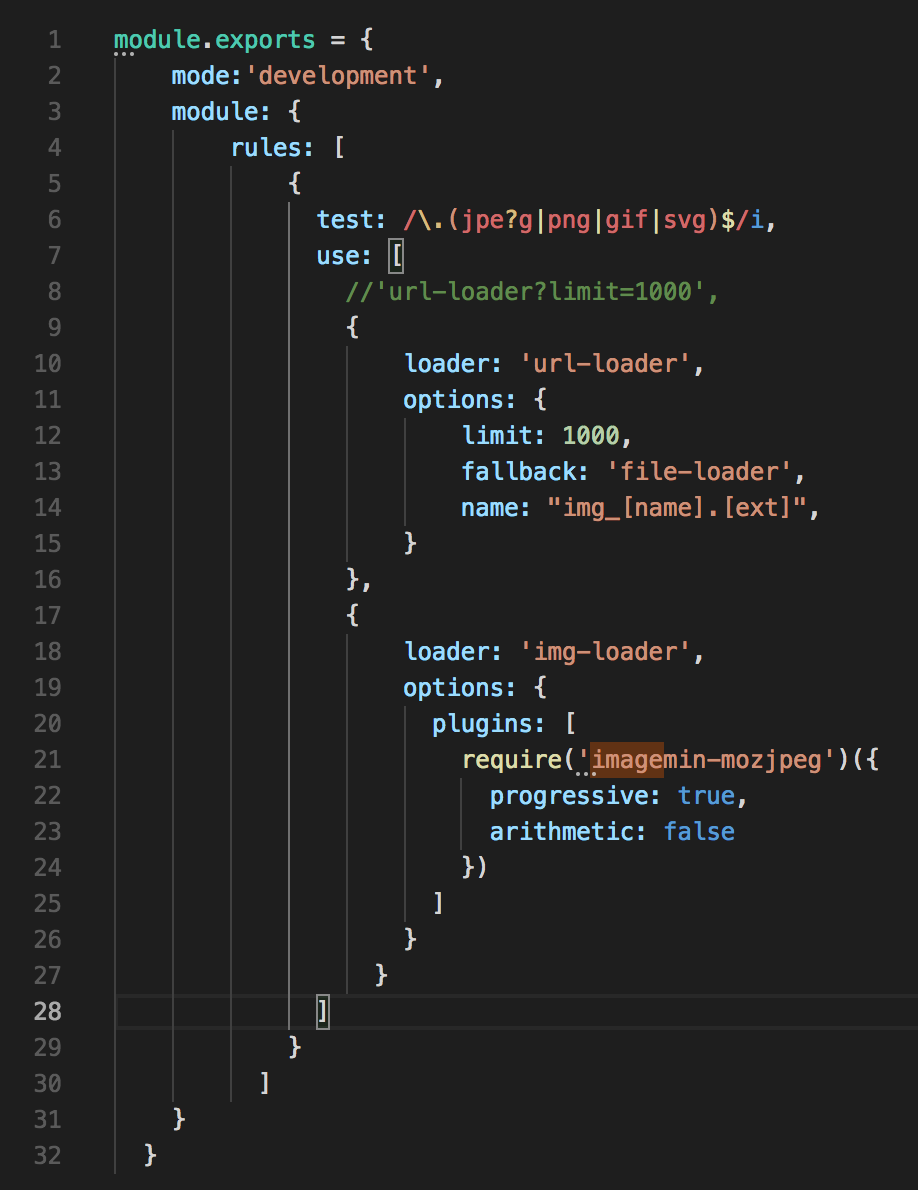 1 module.exports = {
2 mode:'development',
3 module: {
4 rules: [
5 {
6 test: /\.(jpe?g|png|gif|svg)$/i,
7 use: [
8 //'url-loader?limit=1000',
9 {
10 loader: 'url-loader',
11 options: {
12 limit: 1000,
13 fallback: 'file-loader',
14 name: "img_[name].[ext]",
15 }
16 },
17 {
18 loader: 'img-loader',
19 options: {
20 plugins: [
21 require('imagemin-mozjpeg')({
22 progressive: true,
23 arithmetic: false
24 })
25 ]
26 }
27 }
28 ]
29 }
30 ]
31 }
32 }